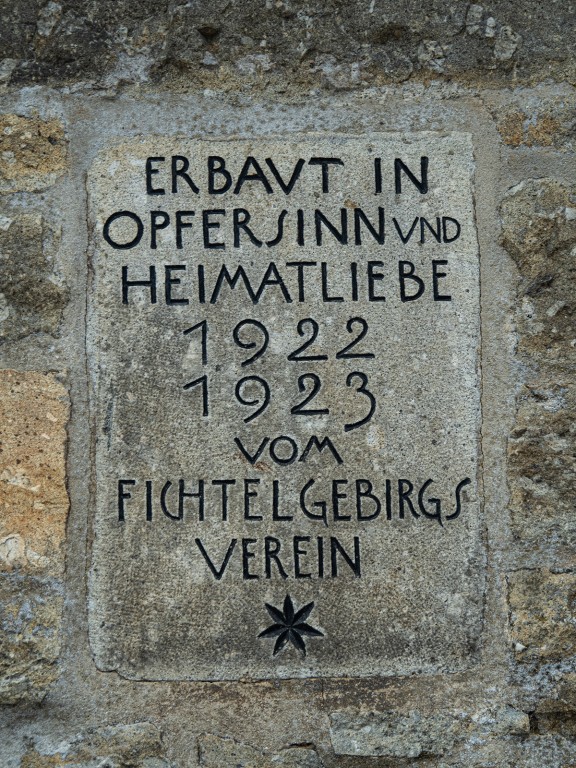 ERBAVT IN
OPFERSINN VND
HEIMATLIEBE
1922
1923
VOM
FICHTELGEBIRGS
VEREIN